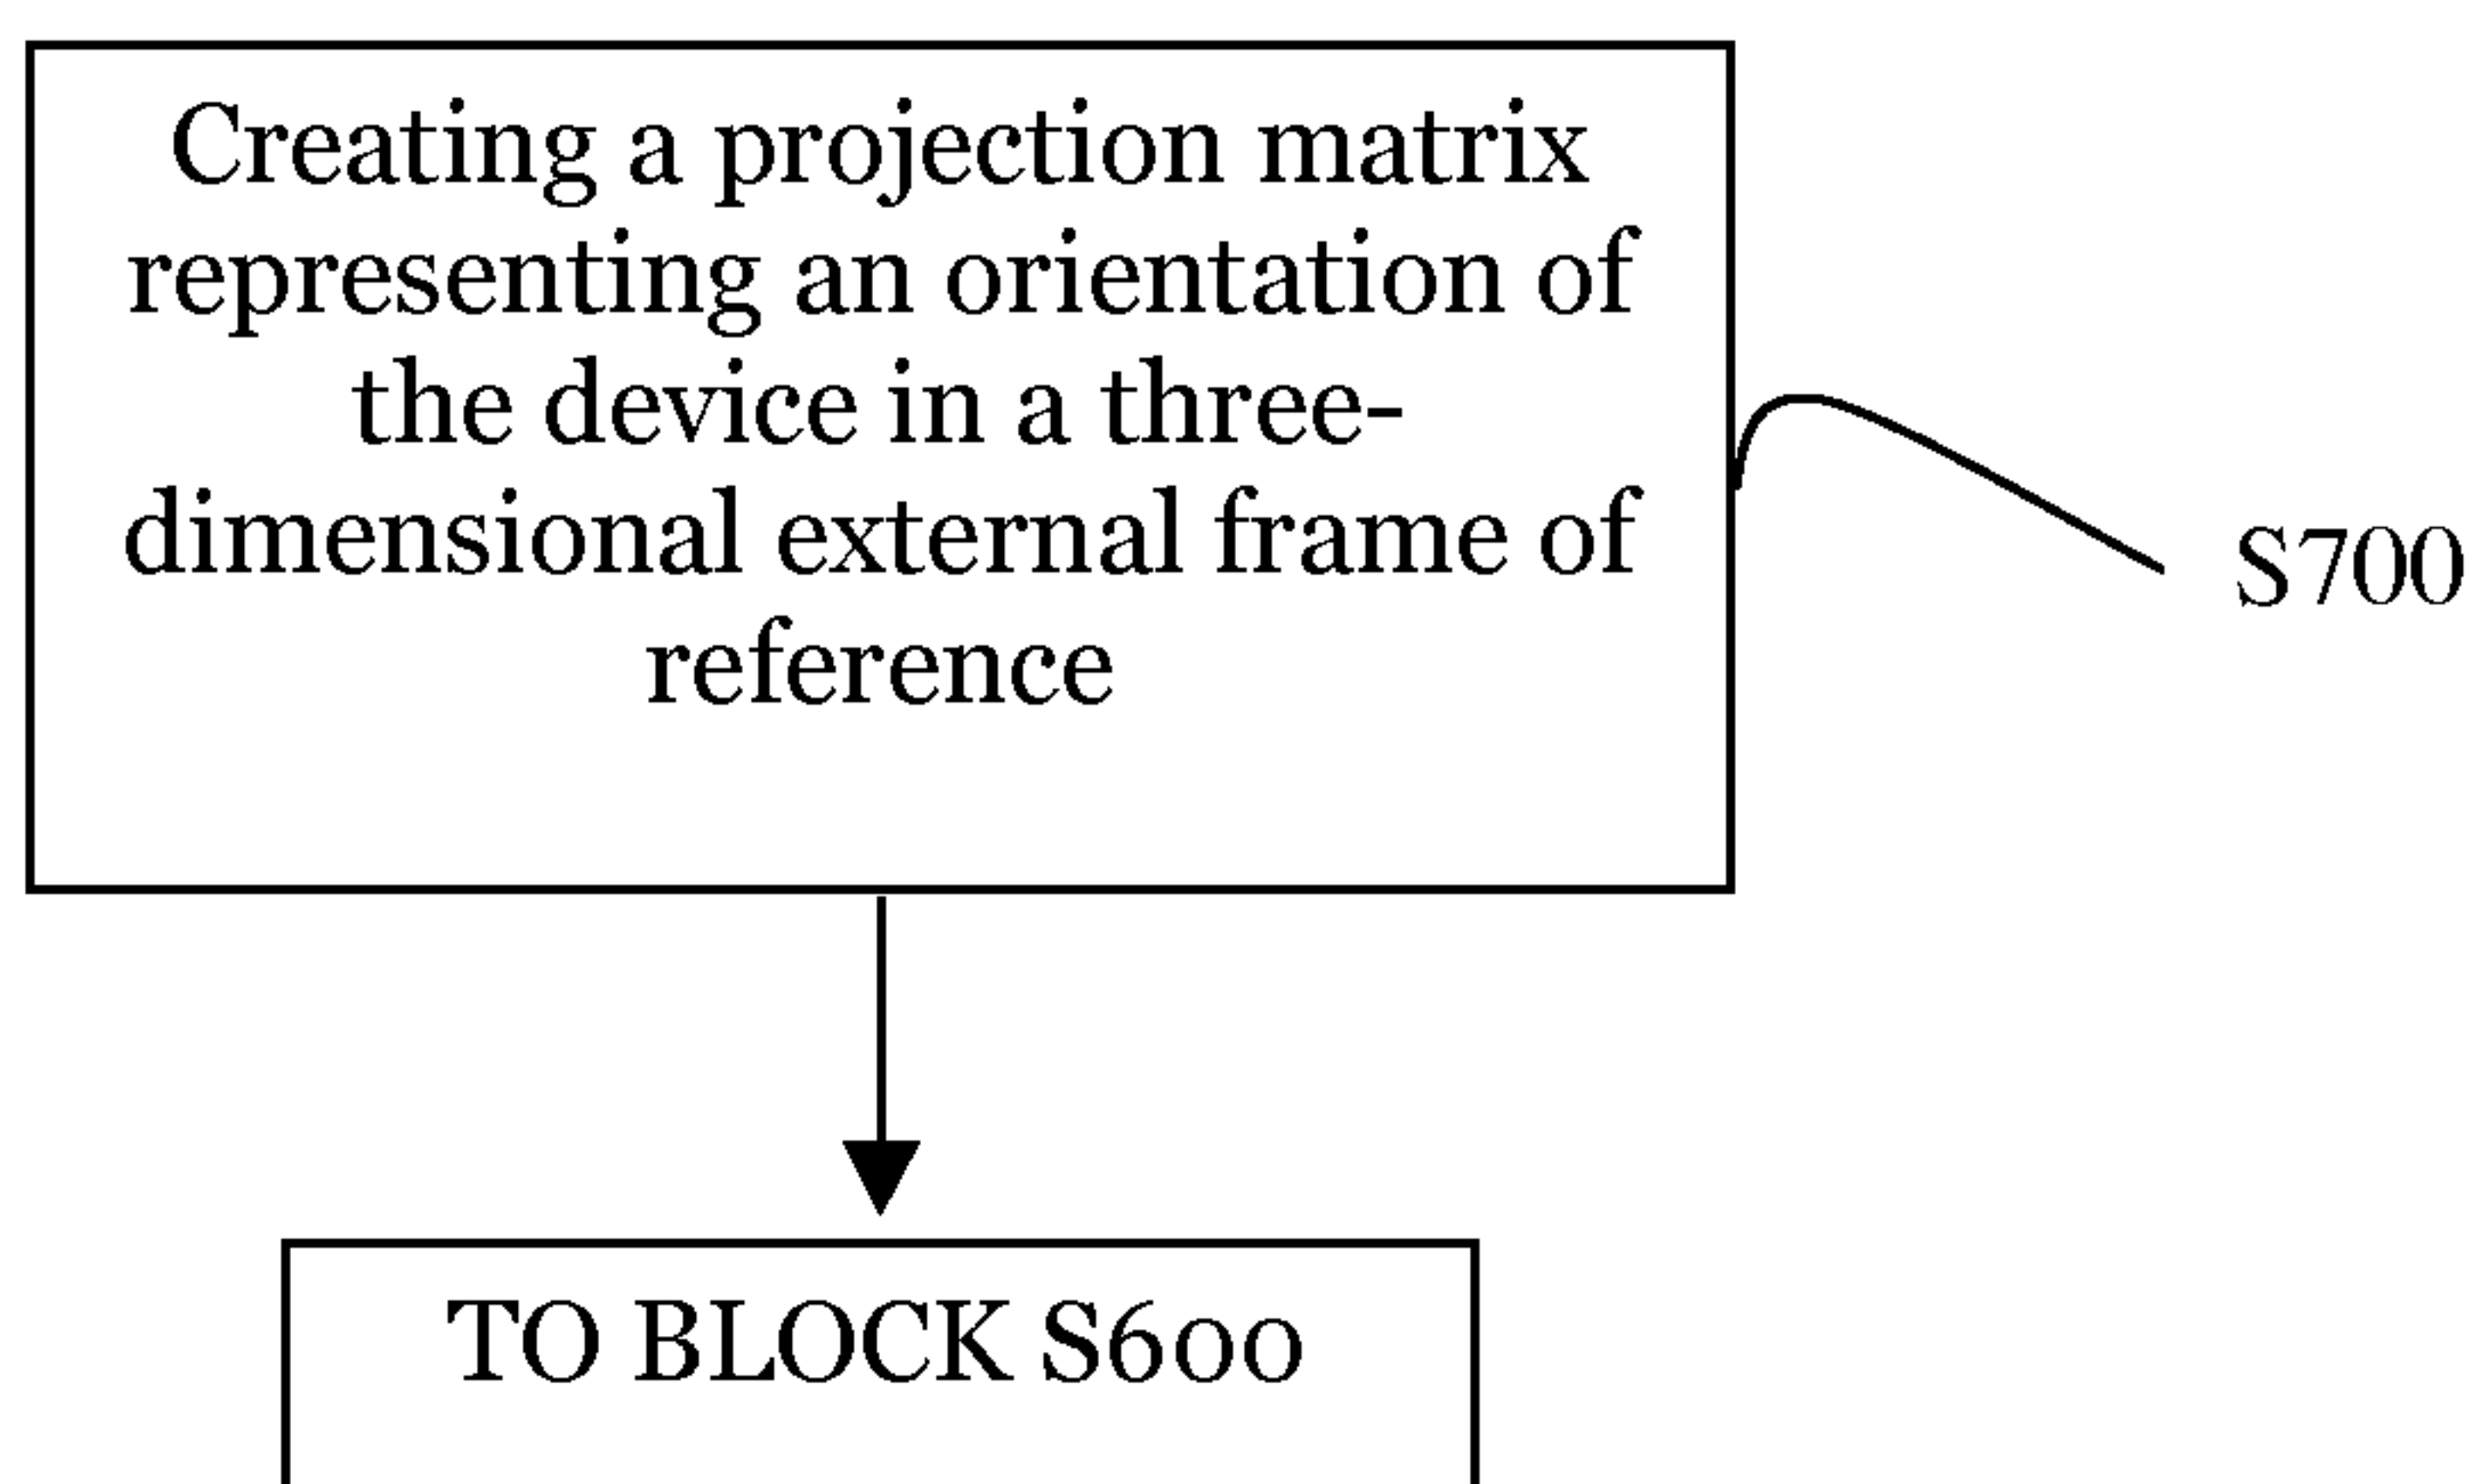 Creating a projection matrix
representing an orientation of
the device in a three-
dimensional external frame of
reference
S700
TO BLOCK S600